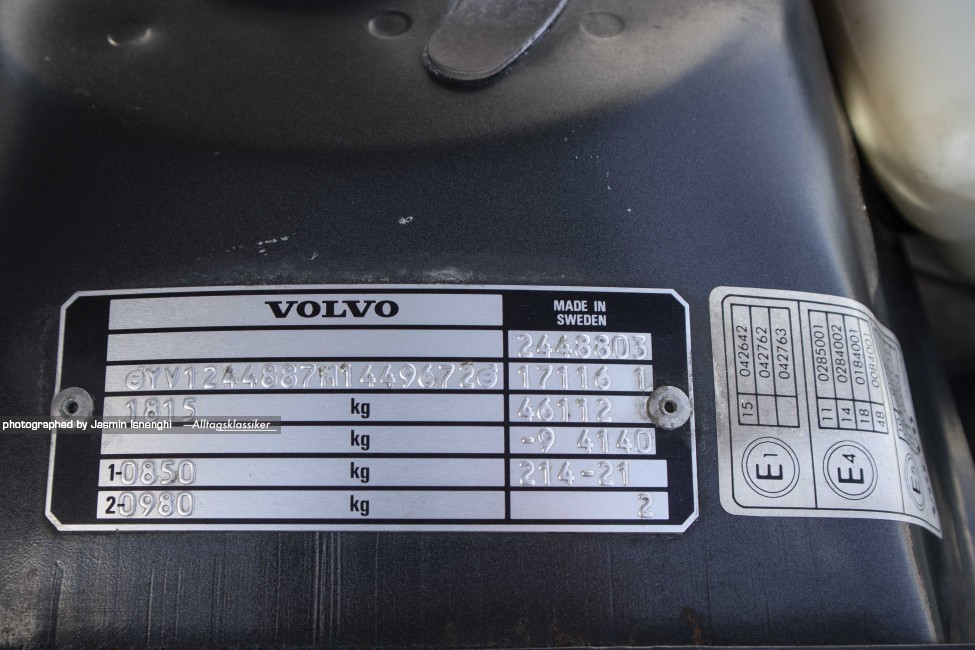 VOLVO
MADE IN
SWEDEN
2448803
YV1244887M1449672
17116 1
1815 kg
46112
kg
-9 4140
1-0850 kg
214-21
2-0980 kg
2
photographed by Jasmin Isnenghi —Alltagsklassiker—
15 042642
042762
042763
E1
11 0285001
14 0284002
18 0184001
48
E4